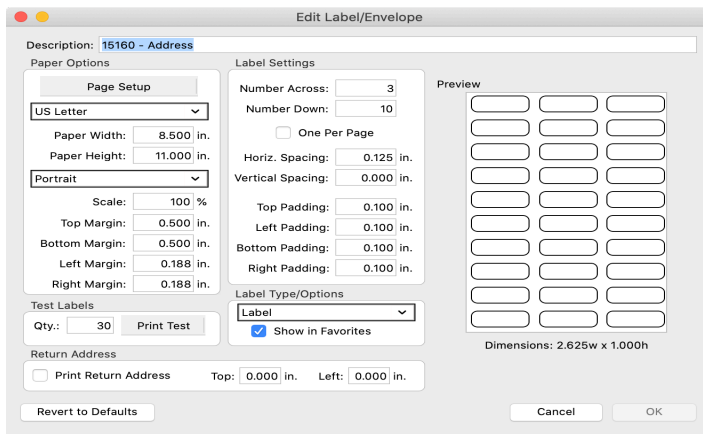 Edit Label/Envelope
Description: 15160 - Address
Paper Options
Page Setup
US Letter
Paper Width: 8.500 in.
Paper Height: 11.000 in.
Portrait
Scale: 100 %
Top Margin: 0.500 in.
Bottom Margin: 0.500 in.
Left Margin: 0.188 in.
Right Margin: 0.188 in.
Test Labels
Qty.: 30 Print Test
Return Address
Print Return Address Top: 0.000 in. Left: 0.000 in.
Label Settings
Number Across: 3
Number Down: 10
One Per Page
Horiz. Spacing: 0.125 in.
Vertical Spacing: 0.000 in.
Top Padding: 0.100 in.
Left Padding: 0.100 in.
Bottom Padding: 0.100 in.
Right Padding: 0.100 in.
Label Type/Options
Label
Show in Favorites
Preview
Dimensions: 2.625w x 1.000h
Revert to Defaults
Cancel
OK